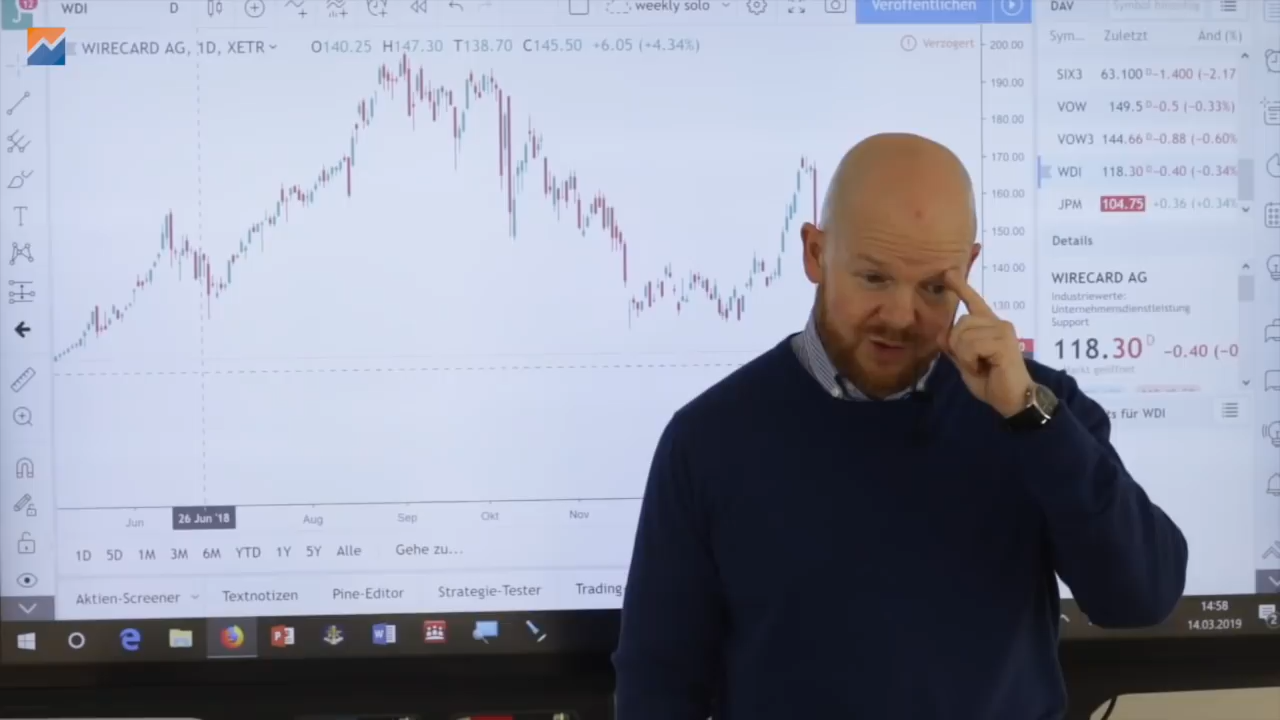 WDI D weekly solo Veröffentlichen DAV
WIRECARD AG, 1D, XETR O140.25 H147.30 T138.70 C145.50 +6.05 (+4.34%)
Verzögert
Sym... Zuletzt Änd (%)
200.00
190.00
180.00
170.00
160.00
150.00
140.00
130.00
SIX3 63.100 D -1.400 (-2.17
VOW 149.5 D -0.5 (-0.33%)
VOW3 144.66 D -0.88 (-0.60%
WDI 118.30 D -0.40 (-0.34%
JPM 104.75 +0.36 (+0.34%
Details
WIRECARD AG
Industriewerte:
Unternehmensdienstleistung
Support
118.30 D -0.40 (-0
Markt geöffnet
ts für WDI
Jun 26 Jun '18 Aug Sep Okt Nov
1D 5D 1M 3M 6M YTD 1Y 5Y Alle Gehe zu...
Aktien-Screener Textnotizen Pine-Editor Strategie-Tester Trading-
14:58
14.03.2019